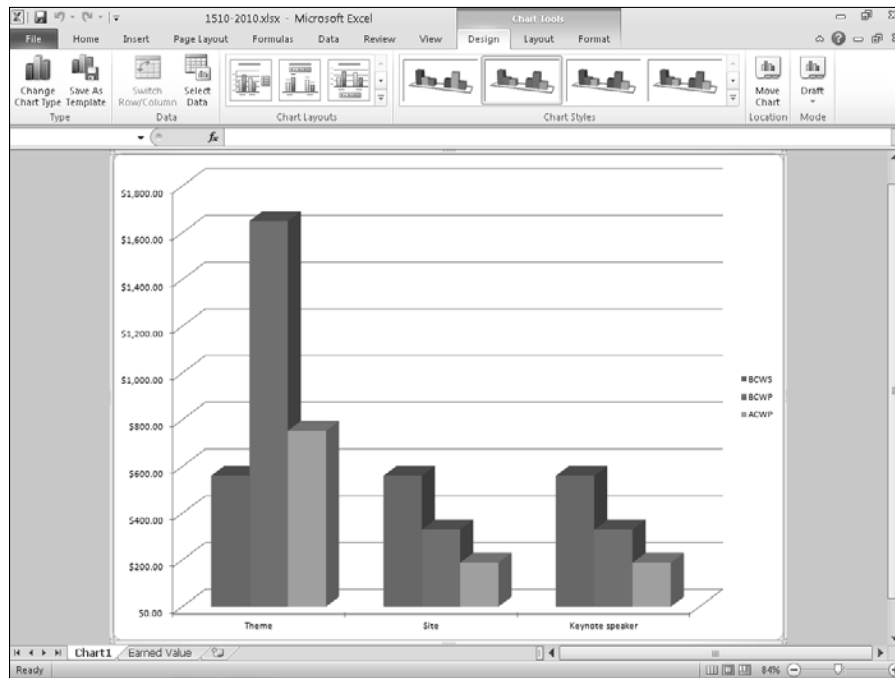 1510-2010.xlsx - Microsoft Excel
Chart Tools
File Home Insert Page Layout Formulas Data Review View Design Layout Format
Change Chart Type
Save As Template
Switch Row/Column
Select Data
Move Chart
Draft
Type Data Chart Layouts Chart Styles Location Mode
fx
$1,800.00
$1,600.00
$1,400.00
$1,200.00
$1,000.00
$800.00
$600.00
$400.00
$200.00
$0.00
BCWS
BCWP
ACWP
Theme Site Keynote speaker
Chart1 Earned Value
Ready 84%